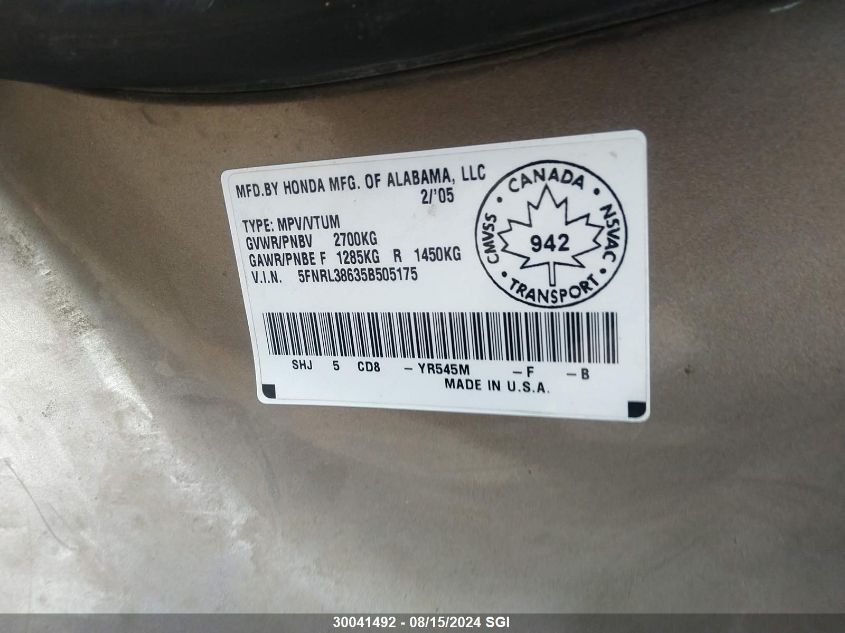 MFD.BY HONDA MFG. OF ALABAMA, LLC
2/'05
TYPE: MPV/VTUM
GVWR/PNBV 2700KG
GAWR/PNBE F 1285KG R 1450KG
V.I.N. 5FNRL38635B505175
CANADA
CMVSS
NSVAC
942
TRANSPORT
SHJ 5 CD8 - YR545M - F - B
MADE IN U.S.A.
30041492 - 08/15/2024 SGI